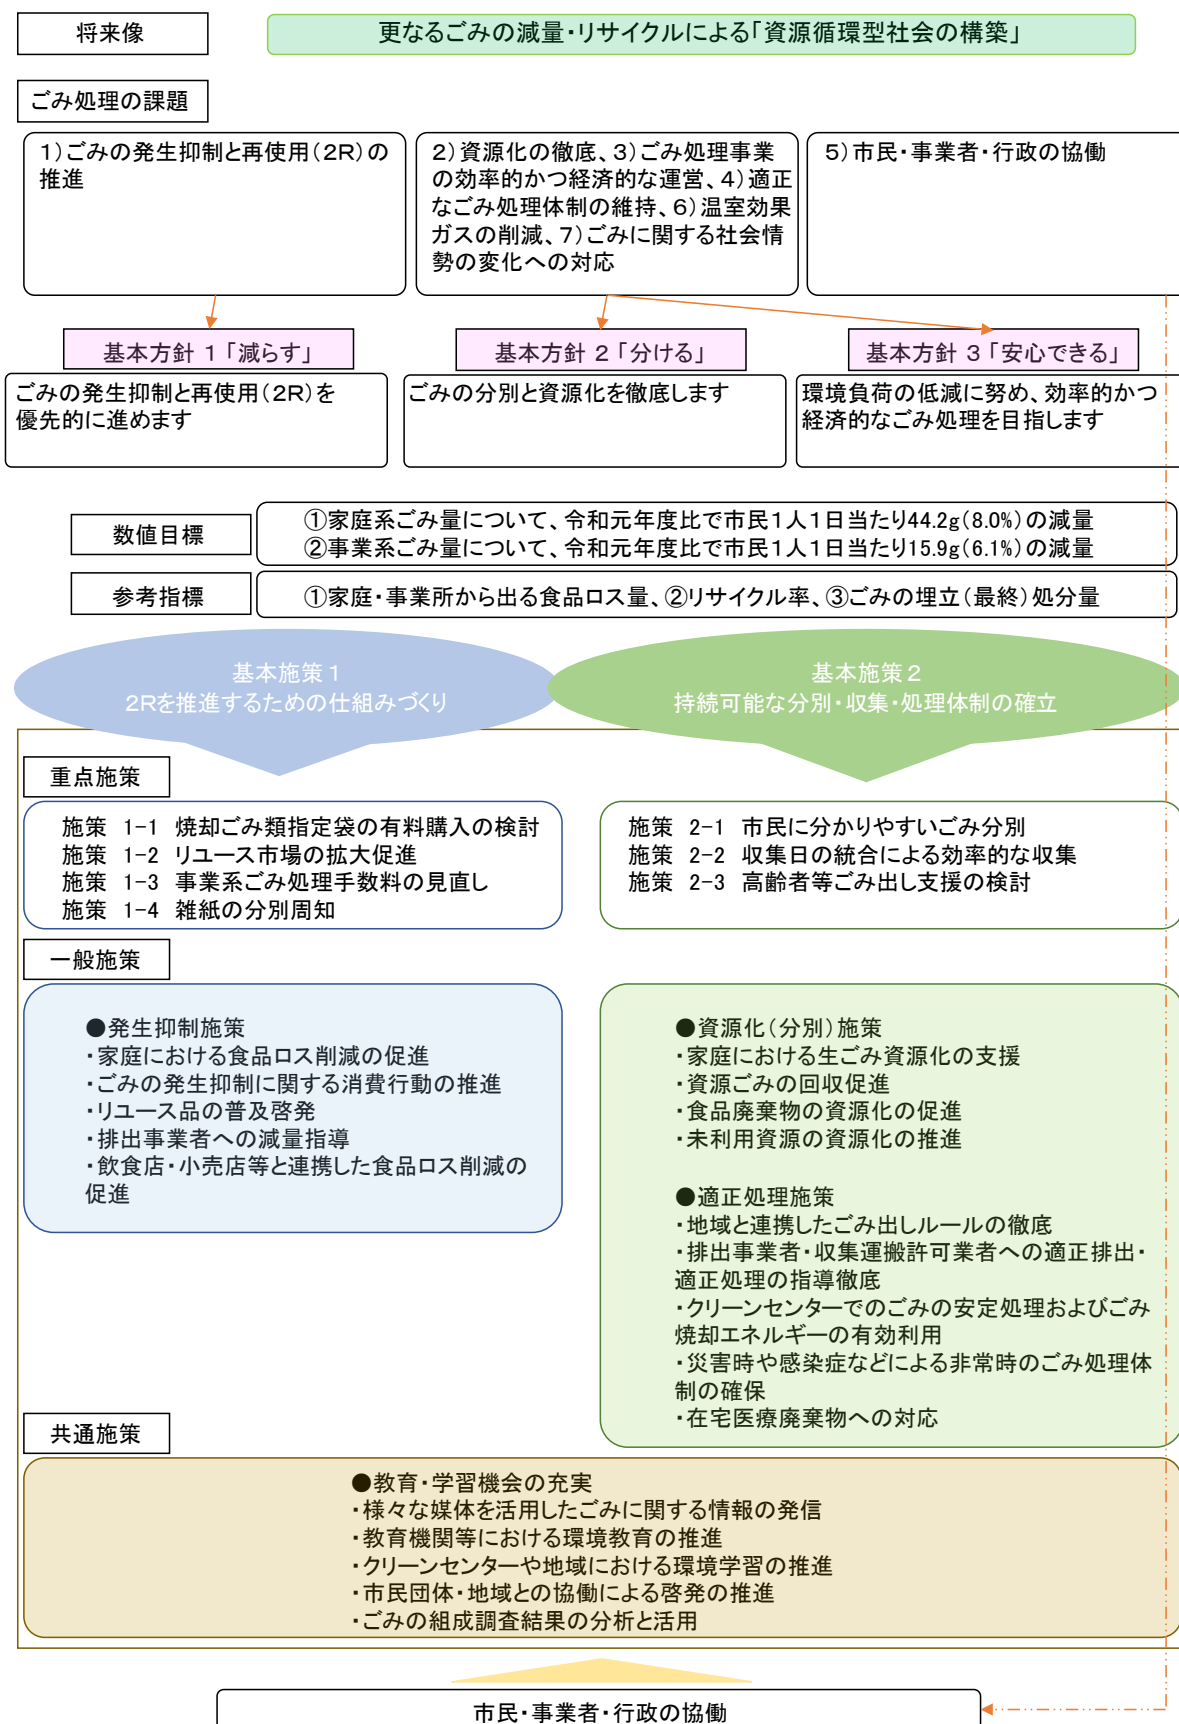 将来像
更なるごみの減量・リサイクルによる「資源循環型社会の構築」
ごみ処理の課題
1)ごみの発生抑制と再使用(2R)の
推進
2)資源化の徹底、3)ごみ処理事業
の効率的かつ経済的な運営、4)適正
なごみ処理体制の維持、6)温室効果
ガスの削減、7)ごみに関する社会情
勢の変化への対応
5)市民・事業者・行政の協働
基本方針 1 「減らす」
基本方針 2 「分ける」
基本方針 3 「安心できる」
ごみの発生抑制と再使用(2R)を
優先的に進めます
ごみの分別と資源化を徹底します
環境負荷の低減に努め、効率的かつ
経済的なごみ処理を目指します
数値目標
①家庭系ごみ量について、令和元年度比で市民1人1日当たり44.2g(8.0%)の減量
②事業系ごみ量について、令和元年度比で市民1人1日当たり15.9g(6.1%)の減量
参考指標
①家庭・事業所から出る食品ロス量、②リサイクル率、③ごみの埋立(最終)処分量
基本施策1
2Rを推進するための仕組みづくり
基本施策2
持続可能な分別・収集・処理体制の確立
重点施策
施策 1-1 焼却ごみ類指定袋の有料購入の検討
施策 1-2 リユース市場の拡大促進
施策 1-3 事業系ごみ処理手数料の見直し
施策 1-4 雑紙の分別周知
施策 2-1 市民に分かりやすいごみ分別
施策 2-2 収集日の統合による効率的な収集
施策 2-3 高齢者等ごみ出し支援の検討
一般施策
●発生抑制施策
・家庭における食品ロス削減の促進
・ごみの発生抑制に関する消費行動の推進
・リユース品の普及啓発
・排出事業者への減量指導
・飲食店・小売店等と連携した食品ロス削減の
促進
●資源化(分別)施策
・家庭における生ごみ資源化の支援
・資源ごみの回収促進
・食品廃棄物の資源化の促進
・未利用資源の資源化の推進
●適正処理施策
・地域と連携したごみ出しルールの徹底
・排出事業者・収集運搬許可業者への適正排出・
適正処理の指導徹底
・クリーンセンターでのごみの安定処理およびごみ
焼却エネルギーの有効利用
・災害時や感染症などによる非常時のごみ処理体
制の確保
・在宅医療廃棄物への対応
共通施策
●教育・学習機会の充実
・様々な媒体を活用したごみに関する情報の発信
・教育機関等における環境教育の推進
・クリーンセンターや地域における環境学習の推進
・市民団体・地域との協働による啓発の推進
・ごみの組成調査結果の分析と活用
市民・事業者・行政の協働